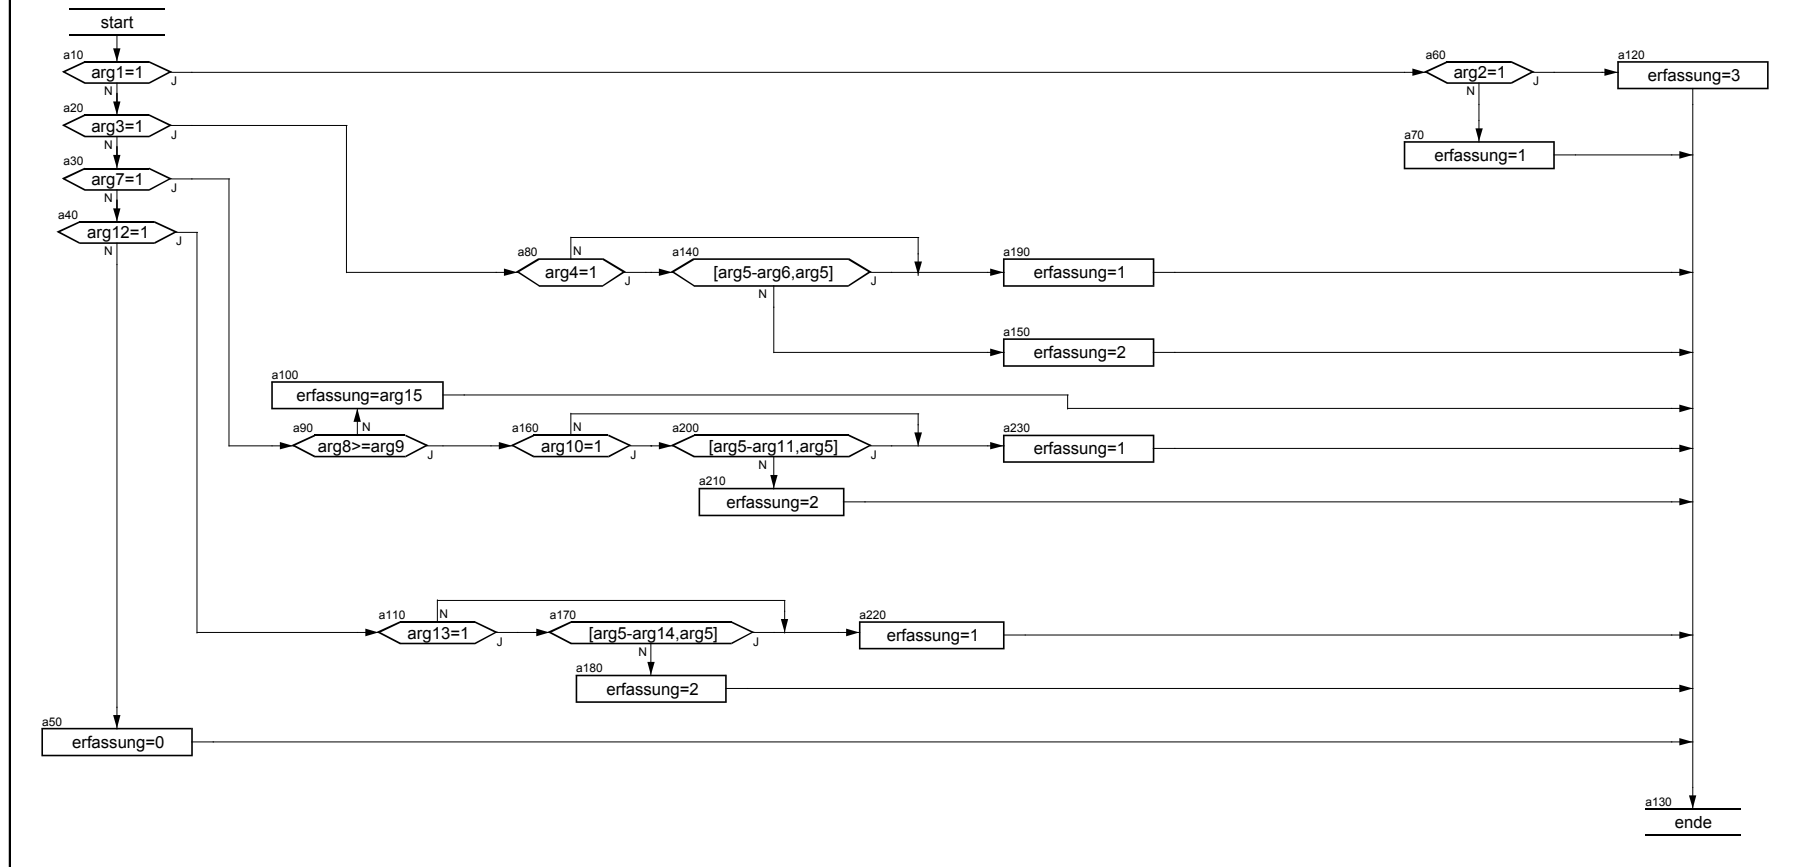 start
a10
arg1=1
J
N
a60
arg2=1
J
N
a120
erfassung=3
a20
arg3=1
J
N
a70
erfassung=1
a30
arg7=1
J
N
a40
arg12=1
J
N
a80
N
arg4=1
J
a140
[arg5-arg6,arg5]
J
N
a190
erfassung=1
a150
erfassung=2
a100
erfassung=arg15
a90
N
arg8>=arg9
J
a160
N
arg10=1
J
a200
[arg5-arg11,arg5]
J
N
a230
erfassung=1
a210
erfassung=2
a110
N
arg13=1
J
a170
[arg5-arg14,arg5]
J
N
a220
erfassung=1
a180
erfassung=2
a50
erfassung=0
a130
ende